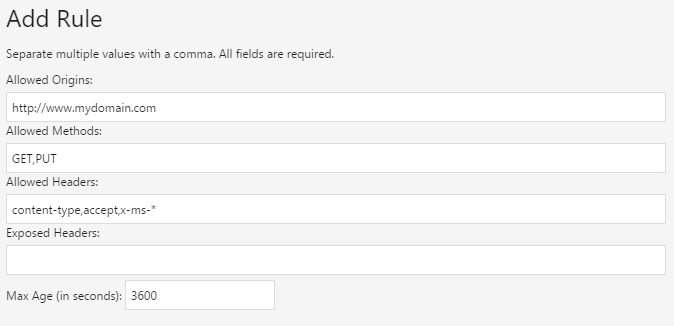 Add Rule
Separate multiple values with a comma. All fields are required.
Allowed Origins:
http://www.mydomain.com
Allowed Methods:
GET,PUT
Allowed Headers:
content-type,accept,x-ms-*
Exposed Headers:
Max Age (in seconds): 3600